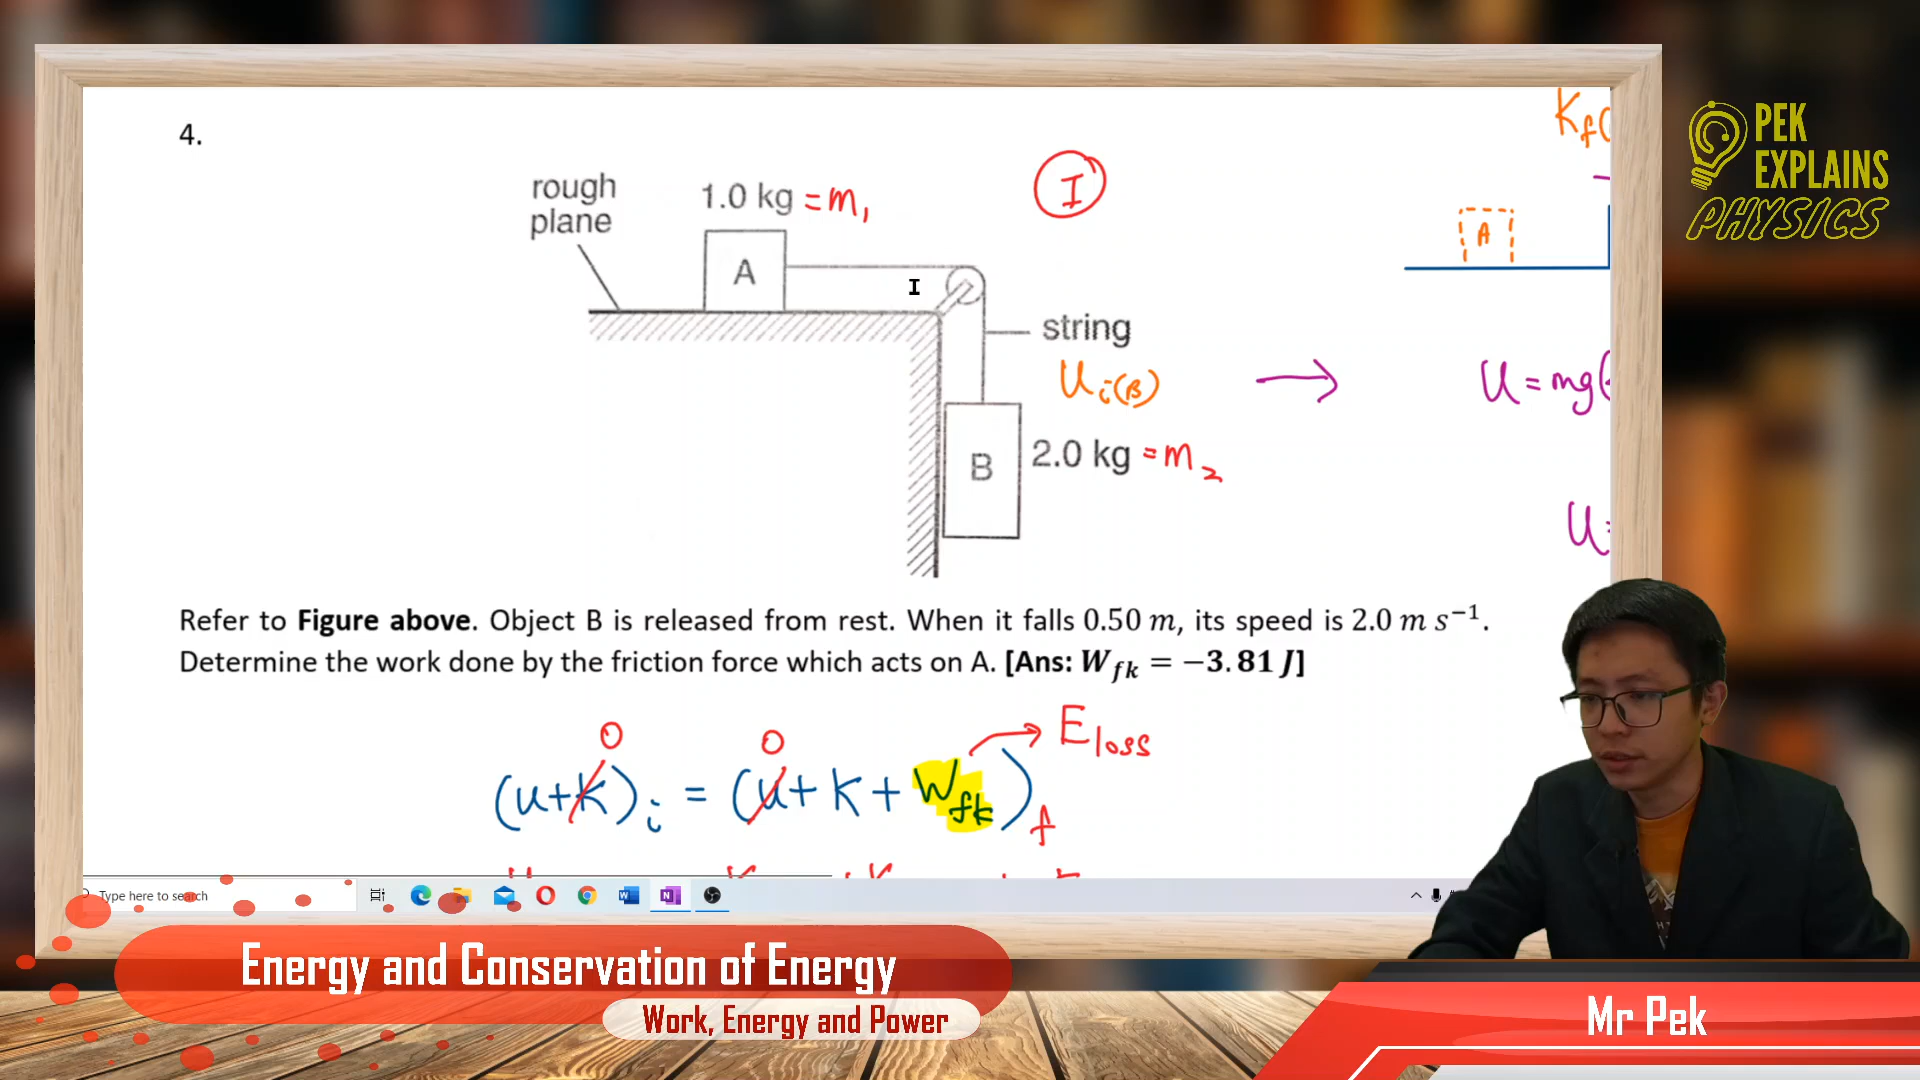 4.
rough
plane
1.0 kg = m₁
I
A
string
U i(B)
B
2.0 kg = m₂
K f(
A
U = mg(
U =
PEK
EXPLAINS
PHYSICS
Refer to Figure above. Object B is released from rest. When it falls 0.50 m, its speed is 2.0 m s⁻¹.
Determine the work done by the friction force which acts on A. [Ans: W_fk = −3.81 J]
0 0 E loss
(u+K)i = (u + K + W_fk)f
Type here to search
Energy and Conservation of Energy
Work, Energy and Power
Mr Pek